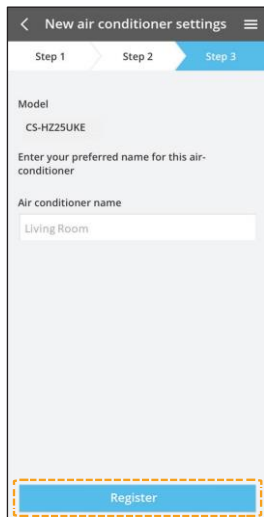 New air conditioner settings
Step 1 Step 2 Step 3
Model
CS-HZ25UKE
Enter your preferred name for this air-
conditioner
Air conditioner name
Living Room
Register